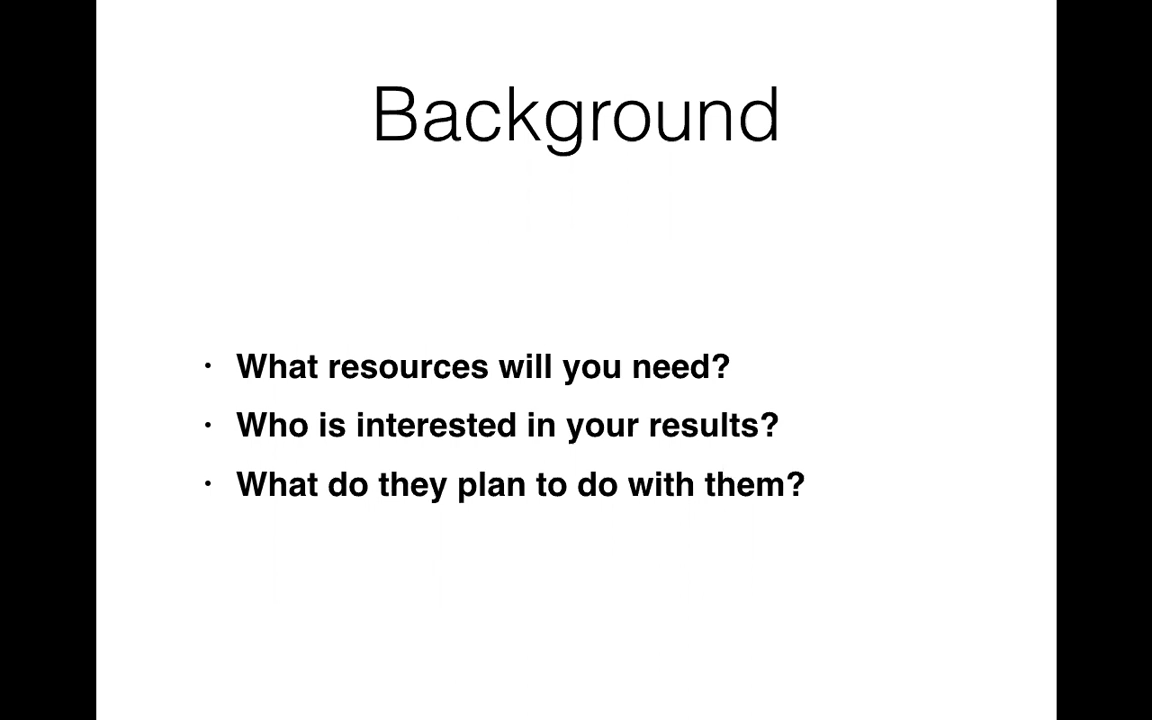 Background
• What resources will you need?
• Who is interested in your results?
• What do they plan to do with them?